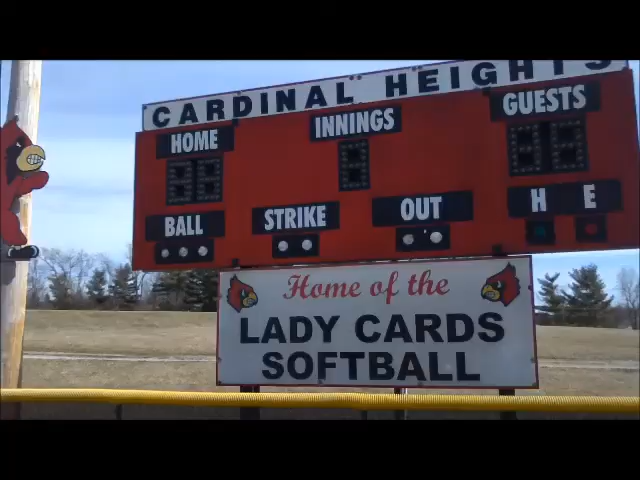 CARDINAL HEIGHTS
HOME INNINGS GUESTS
BALL STRIKE OUT H E
Home of the
LADY CARDS
SOFTBALL